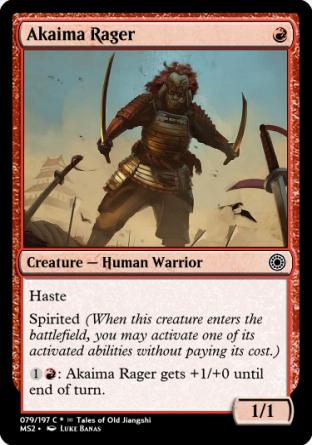 Akaima Rager
Creature — Human Warrior
Haste
Spirited (When this creature enters the
battlefield, you may activate one of its
activated abilities without paying its cost.)
1: Akaima Rager gets +1/+0 until
end of turn.
1/1
079/197 C * ∞ Tales of Old Jiangshi
MS2 • Luke Banas